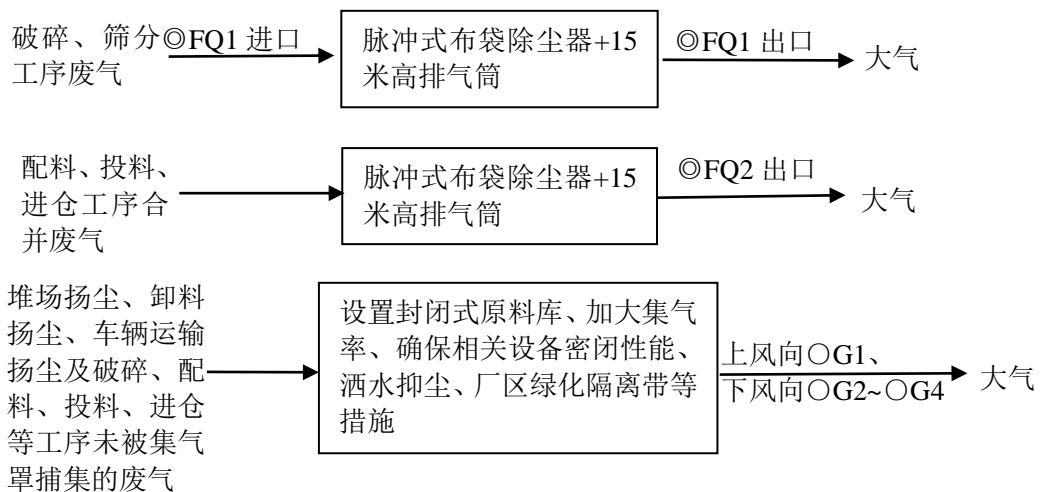 破碎、筛分
工序废气
◎FQ1 进口
脉冲式布袋除尘器+15
米高排气筒
◎FQ1 出口
大气
配料、投料、
进仓工序合
并废气
脉冲式布袋除尘器+15
米高排气筒
◎FQ2 出口
大气
堆场扬尘、卸料
扬尘、车辆运输
扬尘及破碎、配
料、投料、进仓
等工序未被集气
罩捕集的废气
设置封闭式原料库、加大集气
率、确保相关设备密闭性能、
洒水抑尘、厂区绿化隔离带等
措施
上风向○G1、
下风向○G2~○G4
大气